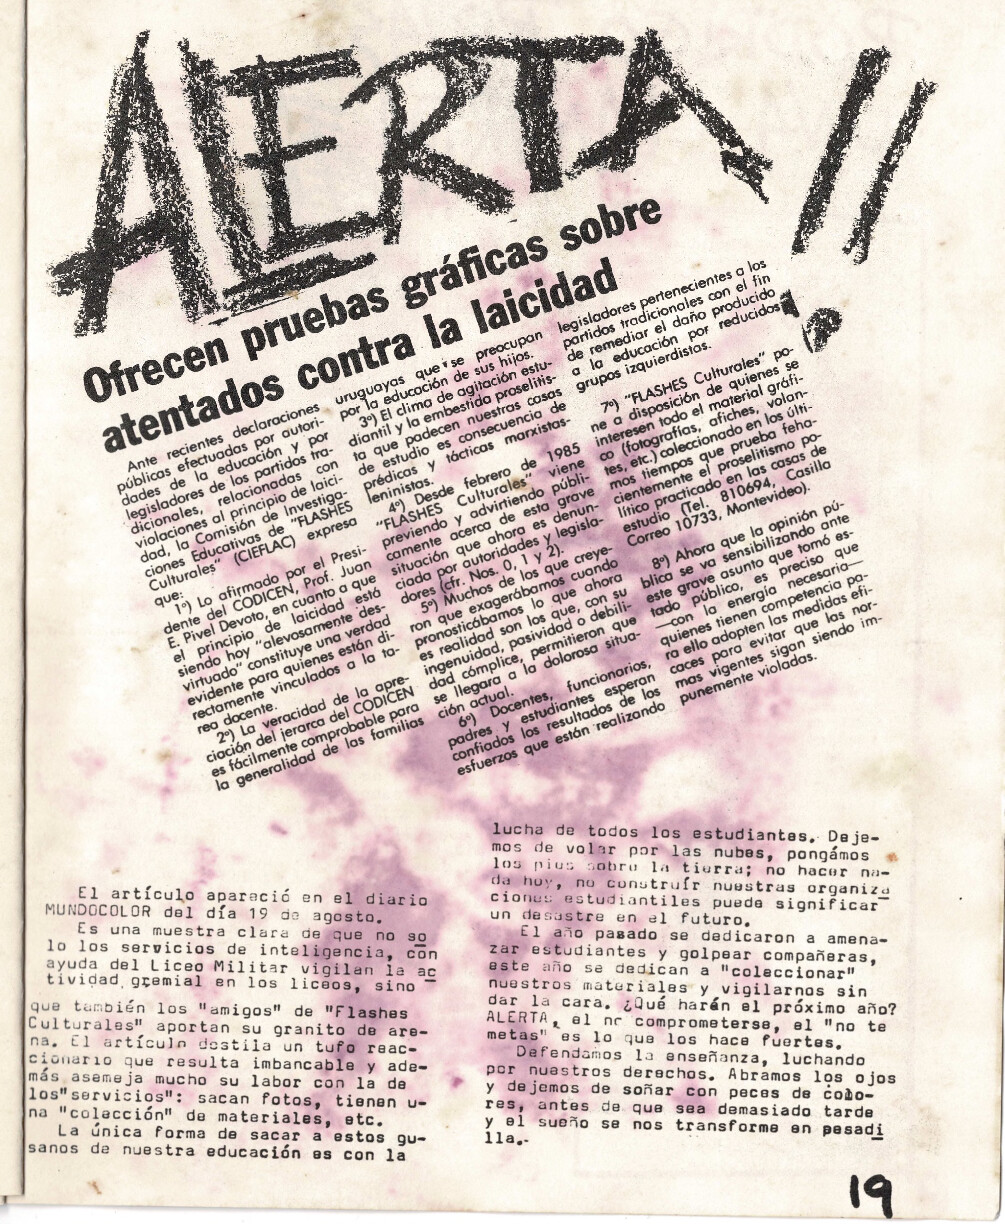 ALERTA!!
Ofrecen pruebas gráficas sobre
atentados contra la laicidad
Ante recientes declaraciones
públicas efectuadas por autori-
dades de la educación y por
legisladores de los partidos tra-
dicionales, relacionadas con
violaciones al principio de laici-
dad, la Comisión de Investiga-
ciones Educativas de "FLASHES
Culturales" (CIEFLAC) expresa
que:
1º) Lo afirmado por el Presi-
dente del CODICEN, Prof. Juan
E. Pivel Devoto, en cuanto a que
el principio de laicidad está
siendo hoy "alevosamente des-
virtuado" constituye una verdad
evidente para quienes están di-
rectamente vinculados a la ta-
rea docente.
2º) La veracidad de la apre-
ciación del jerarca del CODICEN
es fácilmente comprobable para
la generalidad de las familias
uruguayas que se preocupan
por la educación de sus hijos.
3º) El clima de agitación estu-
diantil y la embestida proselitis-
ta que padecen nuestras casas
de estudio es consecuencia de
prédicas y tácticas marxistas-
leninistas.
4º) Desde febrero de 1985
"FLASHES Culturales" viene
previendo y advirtiendo públi-
camente acerca de esta grave
situación que ahora es denun-
ciada por autoridades y legisla-
dores (cfr. Nos. 0, 1 y 2).
5º) Muchos de los que creye-
ron que exagerábamos cuando
pronosticábamos lo que ahora
es realidad son los que, con su
ingenuidad, pasividad o debili-
dad cómplice, permitieron que
se llegara a la dolorosa situa-
ción actual.
6º) Docentes, funcionarios,
padres y estudiantes esperan
confiados los resultados de los
esfuerzos que están realizando
legisladores pertenecientes a los
partidos tradicionales con el fin
de remediar el daño producido
a la educación por reducidos
grupos izquierdistas.
7º) "FLASHES Culturales" po-
ne a disposición de quienes se
interesen todo el material gráfi-
co (fotografías, afiches, volan-
tes, etc.) coleccionado en los últi-
mos tiempos que prueba feha-
cientemente el proselitismo po-
lítico practicado en las casas de
estudio (Tel. 810694, Casilla
Correo 10733, Montevideo).
8º) Ahora que la opinión pú-
blica se va sensibilizando ante
este grave asunto que tomó es-
tado público, es preciso que
—con la energía necesaria—
quienes tienen competencia pa-
ra ello adopten las medidas efi-
caces para evitar que las nor-
mas vigentes sigan siendo im-
punemente violadas.
El artículo apareció en el diario
MUNDOCOLOR del día 19 de agosto.
Es una muestra clara de que no so
lo los servicios de inteligencia, con
ayuda del Liceo Militar vigilan la ac
tividad gremial en los liceos, sino
que también los "amigos" de "Flashes
Culturales" aportan su granito de are-
na. El artículo destila un tufo reac-
cionario que resulta imbancable y ade-
más asemeja mucho su labor con la de
los"servicios": sacan fotos, tienen u-
na "colección" de materiales, etc.
La única forma de sacar a estos gu-
sanos de nuestra educación es con la
lucha de todos los estudiantes. Deje-
mos de volar por las nubes, pongámos
los pies sobre la tierra; no hacer na-
da hoy, no construír nuestras organiza
ciones estudiantiles puede significar
un desastre en el futuro.
El año pasado se dedicaron a amena-
zar estudiantes y golpear compañeras,
este año se dedican a "coleccionar"
nuestros materiales y vigilarnos sin
dar la cara. ¿Qué harán el próximo año?
ALERTA, el no comprometerse, el "no te
metas" es lo que los hace fuertes.
Defendamos la enseñanza, luchando
por nuestros derechos. Abramos los ojos
y dejemos de soñar con peces de colo-
res, antes de que sea demasiado tarde
y el sueño se nos transforme en pesadi
lla.-
19